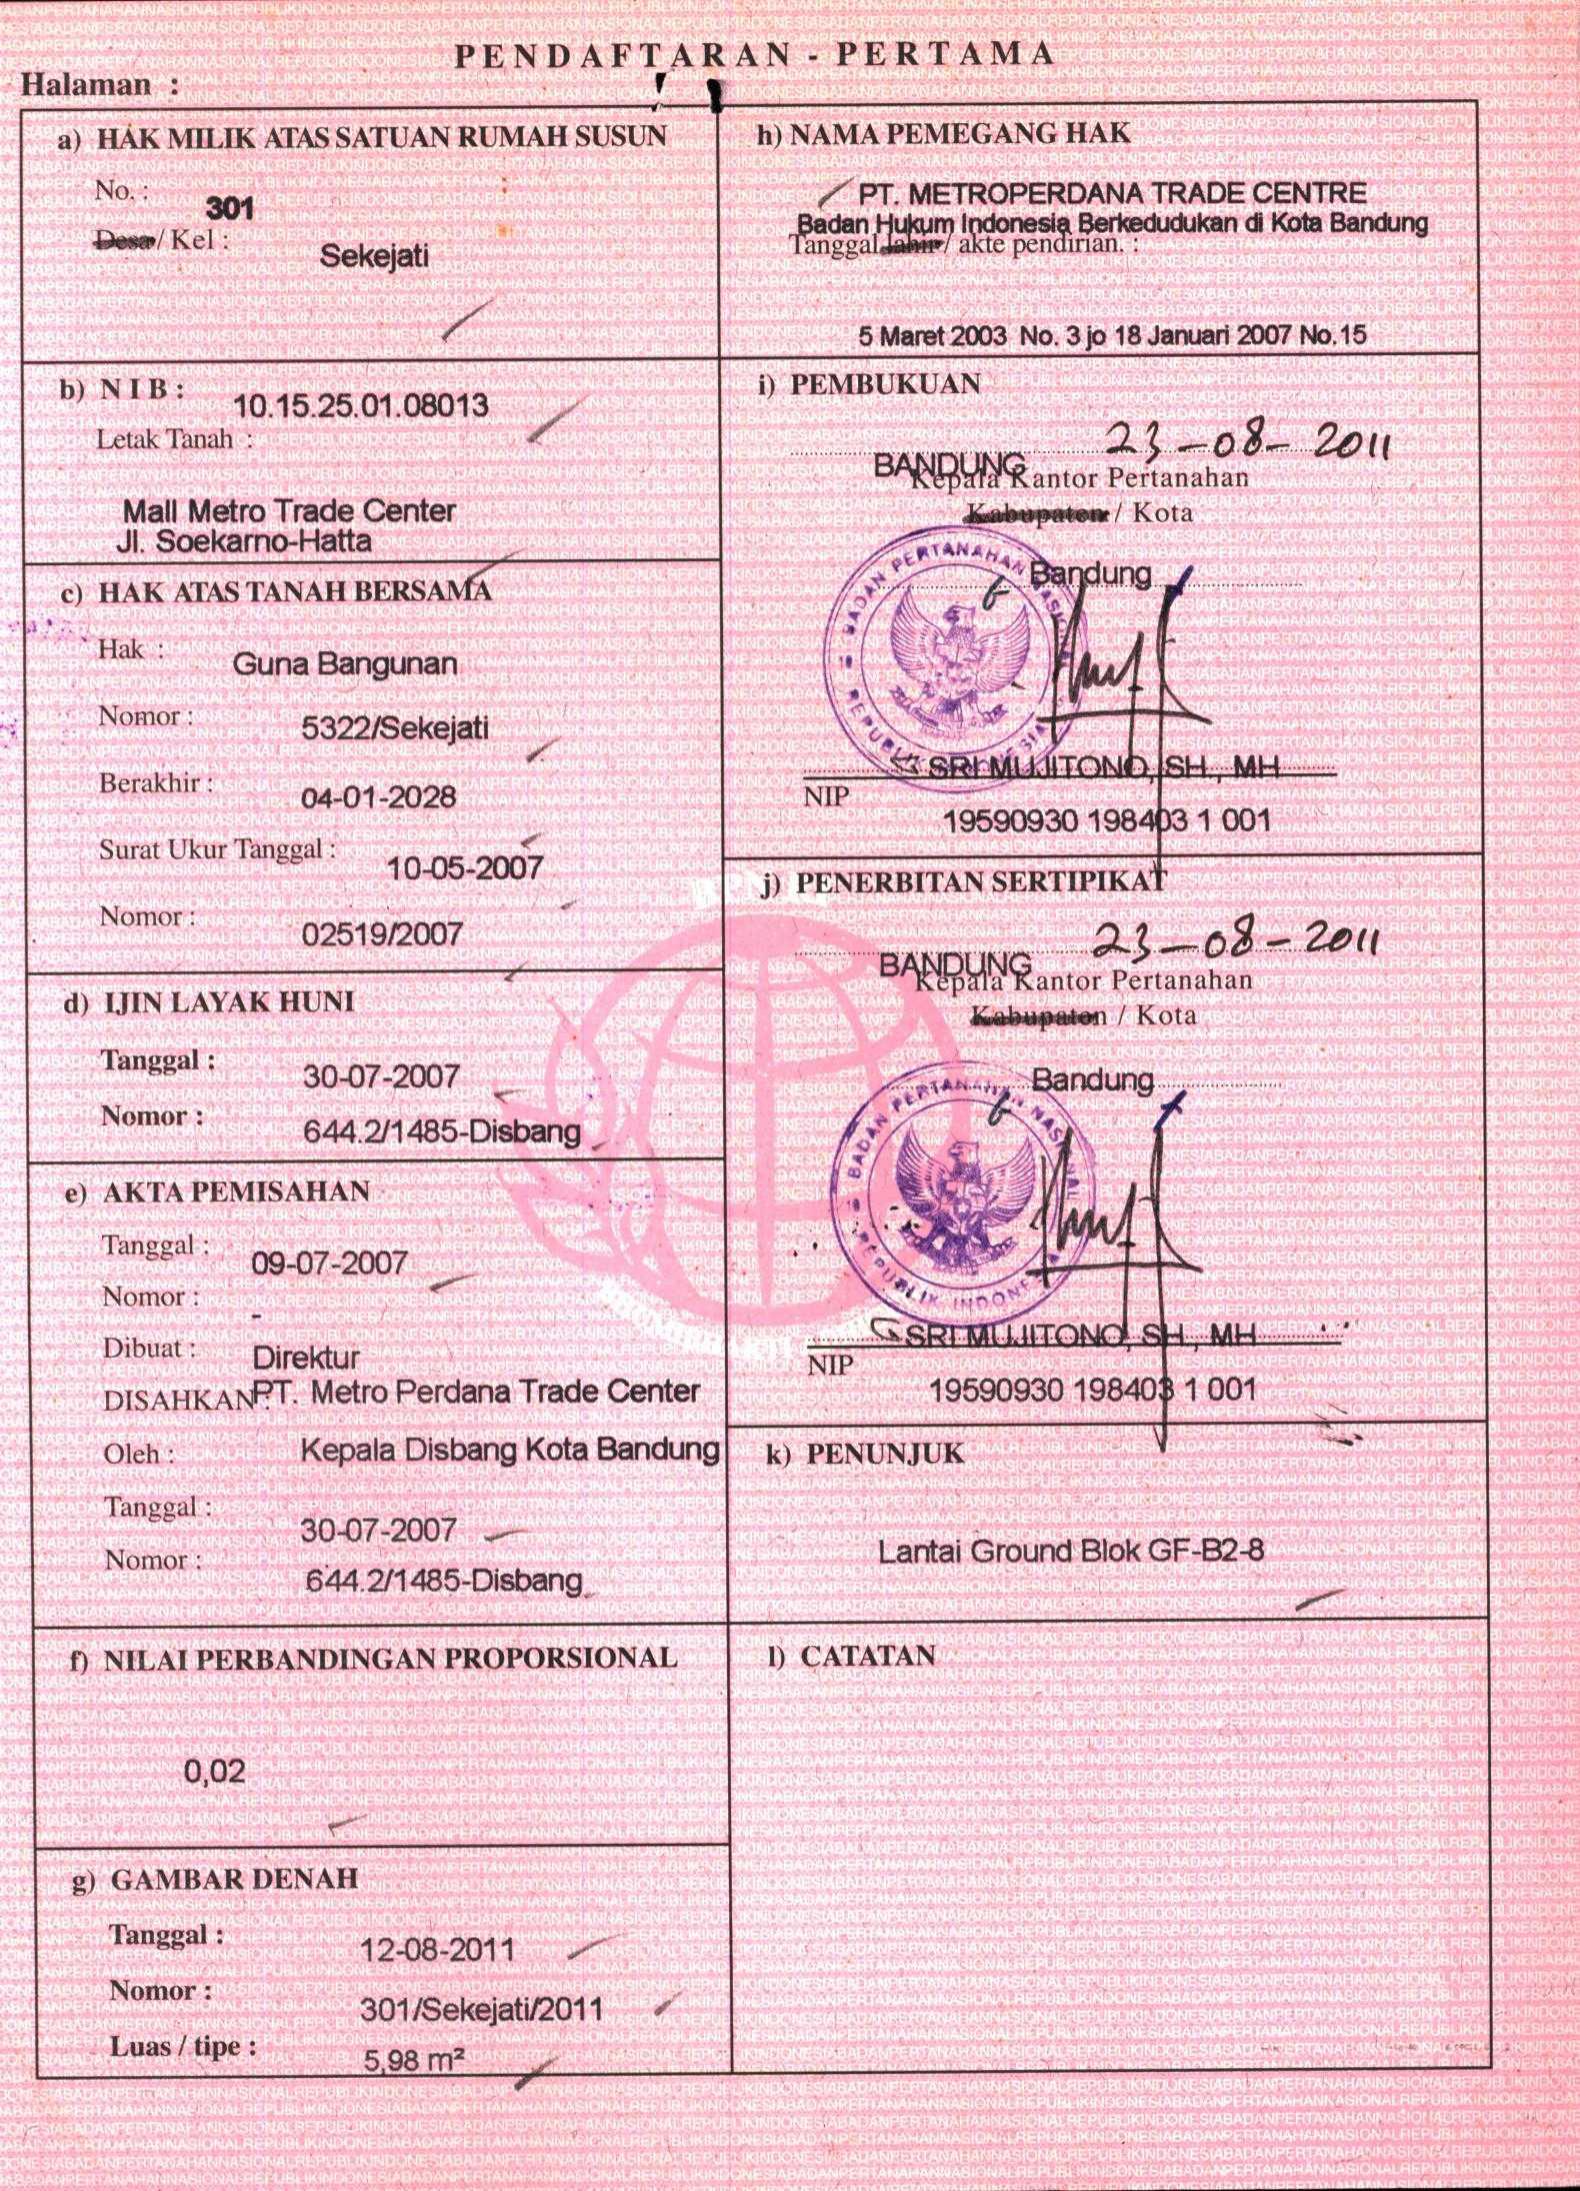 PENDAFTARAN - PERTAMA
Halaman :
a) HAK MILIK ATAS SATUAN RUMAH SUSUN
No. :
301
Desa / Kel :
Sekejati
b) N I B :
10.15.25.01.08013
Letak Tanah :
Mall Metro Trade Center
Jl. Soekarno-Hatta
c) HAK ATAS TANAH BERSAMA
Hak :
Guna Bangunan
Nomor :
5322/Sekejati
Berakhir :
04-01-2028
Surat Ukur Tanggal :
10-05-2007
Nomor :
02519/2007
d) IJIN LAYAK HUNI
Tanggal :
30-07-2007
Nomor :
644.2/1485-Disbang
e) AKTA PEMISAHAN
Tanggal :
09-07-2007
Nomor :
-
Dibuat :
Direktur
DISAHKAN :
PT. Metro Perdana Trade Center
Oleh :
Kepala Disbang Kota Bandung
Tanggal :
30-07-2007
Nomor :
644.2/1485-Disbang
f) NILAI PERBANDINGAN PROPORSIONAL
0,02
g) GAMBAR DENAH
Tanggal :
12-08-2011
Nomor :
301/Sekejati/2011
Luas / tipe :
5,98 m²
h) NAMA PEMEGANG HAK
PT. METROPERDANA TRADE CENTRE
Badan Hukum Indonesia Berkedudukan di Kota Bandung
Tanggal lahir / akte pendirian. :
5 Maret 2003 No. 3 jo 18 Januari 2007 No.15
i) PEMBUKUAN
BANDUNG 23-08-2011
Kepala Kantor Pertanahan
Kabupaten / Kota
Bandung
BADAN PERTANAHAN NASIONAL
REPUBLIK INDONESIA
SRI MUJITONO, SH., MH
NIP
19590930 198403 1 001
j) PENERBITAN SERTIPIKAT
BANDUNG 23-08-2011
Kepala Kantor Pertanahan
Kabupaten / Kota
Bandung
BADAN PERTANAHAN NASIONAL
REPUBLIK INDONESIA
SRI MUJITONO, SH., MH
NIP
19590930 198403 1 001
k) PENUNJUK
Lantai Ground Blok GF-B2-8
l) CATATAN